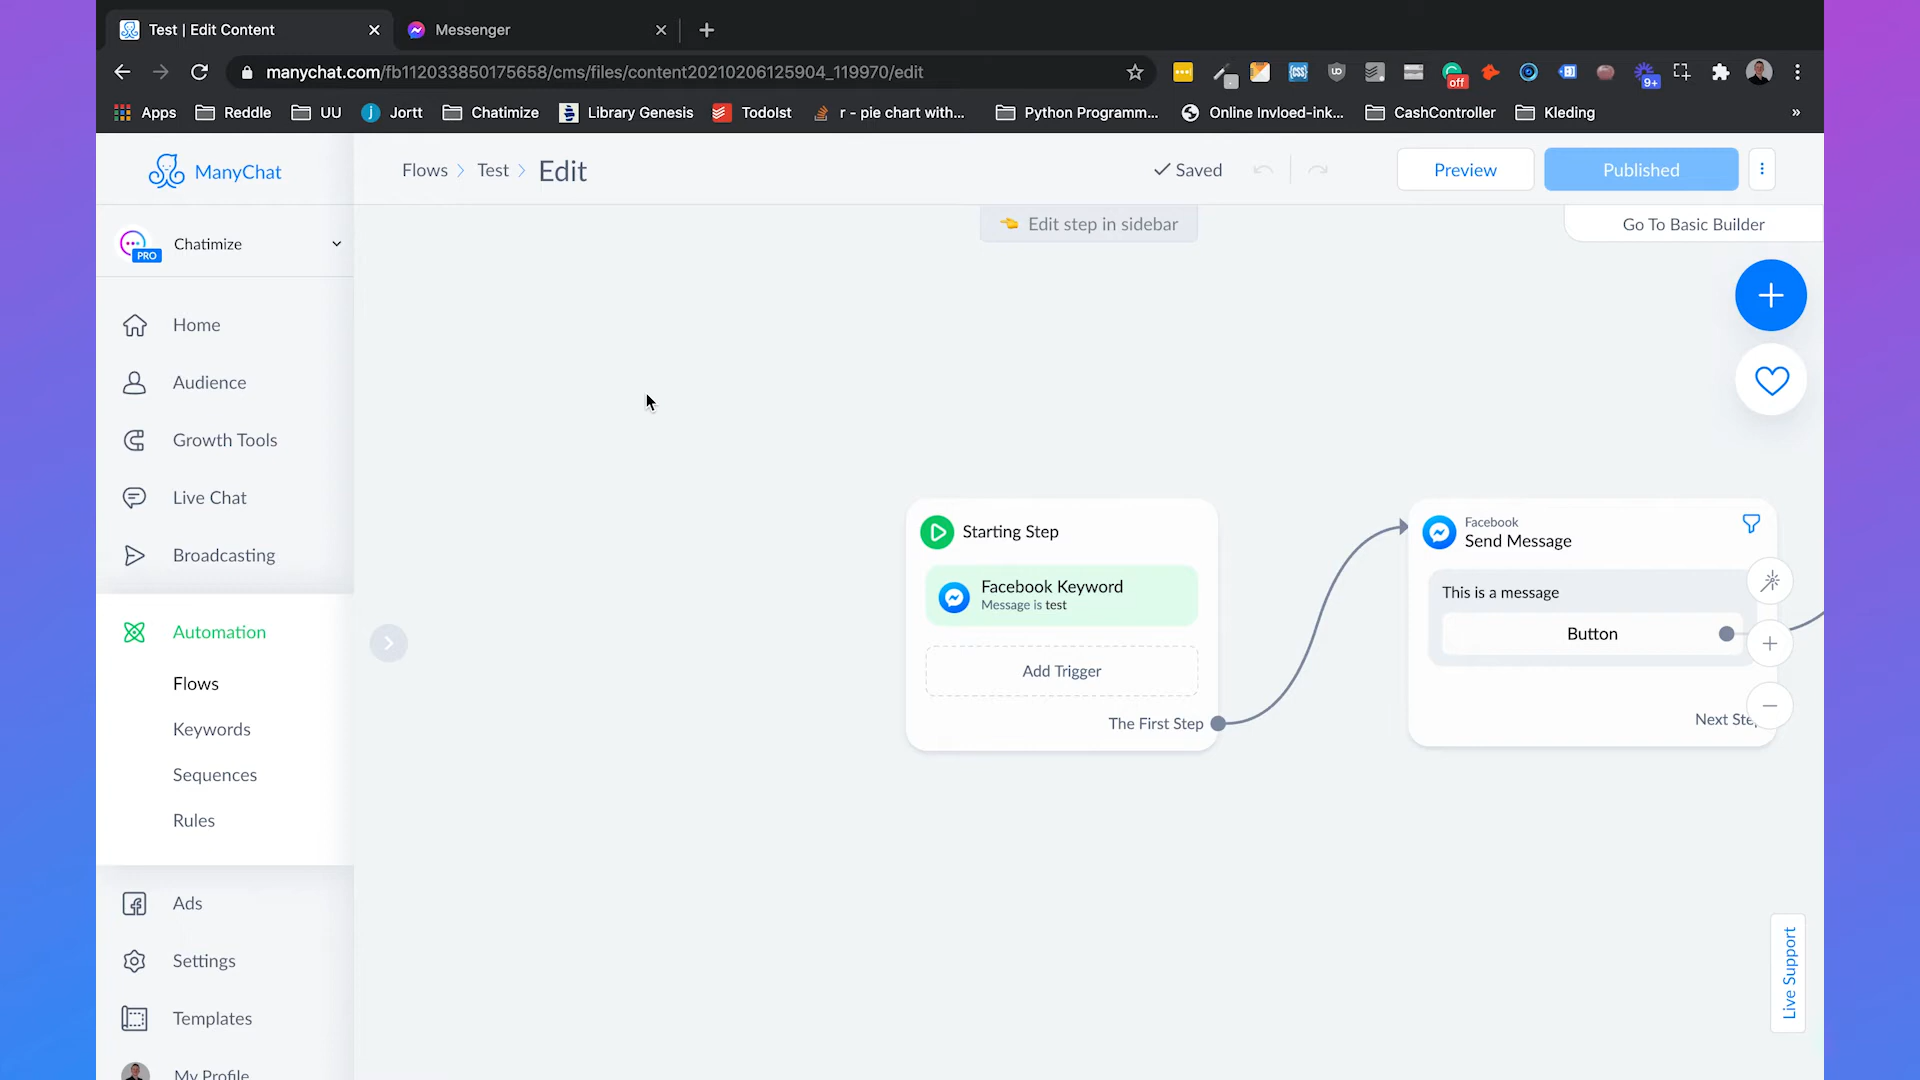 Test | Edit Content
Messenger
manychat.com/fb112033850175658/cms/files/content20210206125904_119970/edit
off
9+
Apps
Reddle
UU
Jortt
Chatimize
Library Genesis
TodoIst
r - pie chart with...
Python Programm...
Online Invloed-ink...
CashController
Kleding
»
ManyChat
Flows > Test > Edit
Saved
Preview
Published
Edit step in sidebar
Go To Basic Builder
PRO
Chatimize
Home
Audience
Growth Tools
Live Chat
Broadcasting
Automation
Flows
Keywords
Sequences
Rules
Ads
Settings
Templates
My Profile
Starting Step
Facebook Keyword
Message is test
Add Trigger
The First Step
Facebook
Send Message
This is a message
Button
Next Ste
Live Support